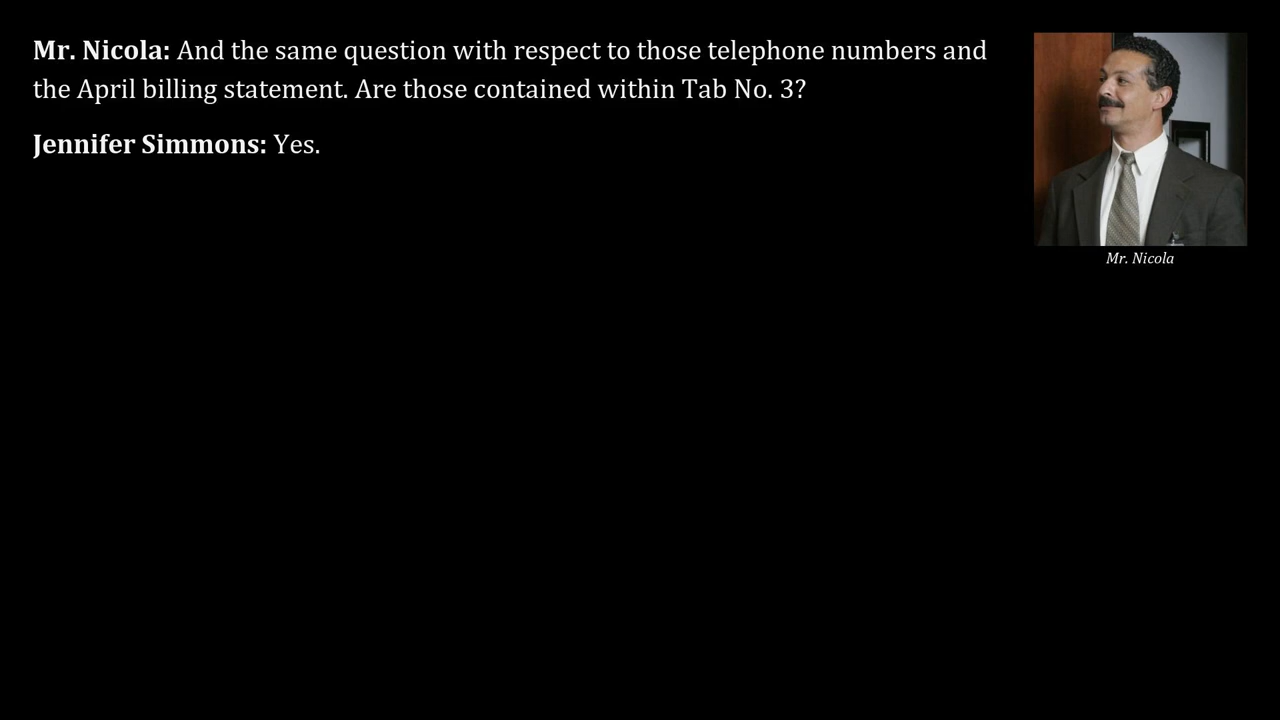 Mr. Nicola: And the same question with respect to those telephone numbers and
the April billing statement. Are those contained within Tab No. 3?
Jennifer Simmons: Yes.
Mr. Nicola